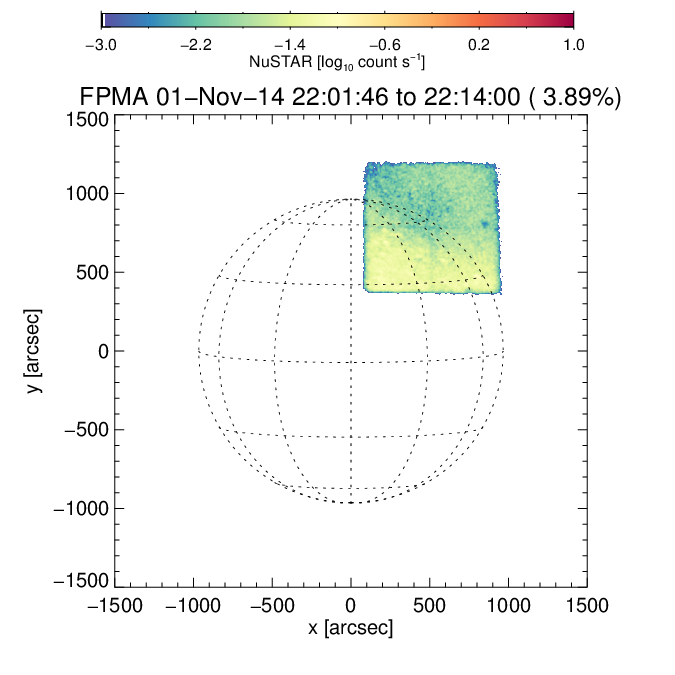 −3.0 −2.2 −1.4 −0.6 0.2 1.0
NuSTAR [log₁₀ count s⁻¹]
FPMA 01−Nov−14 22:01:46 to 22:14:00 ( 3.89%)
1500
1000
500
0
−500
−1000
−1500
y [arcsec]
−1500 −1000 −500 0 500 1000 1500
x [arcsec]